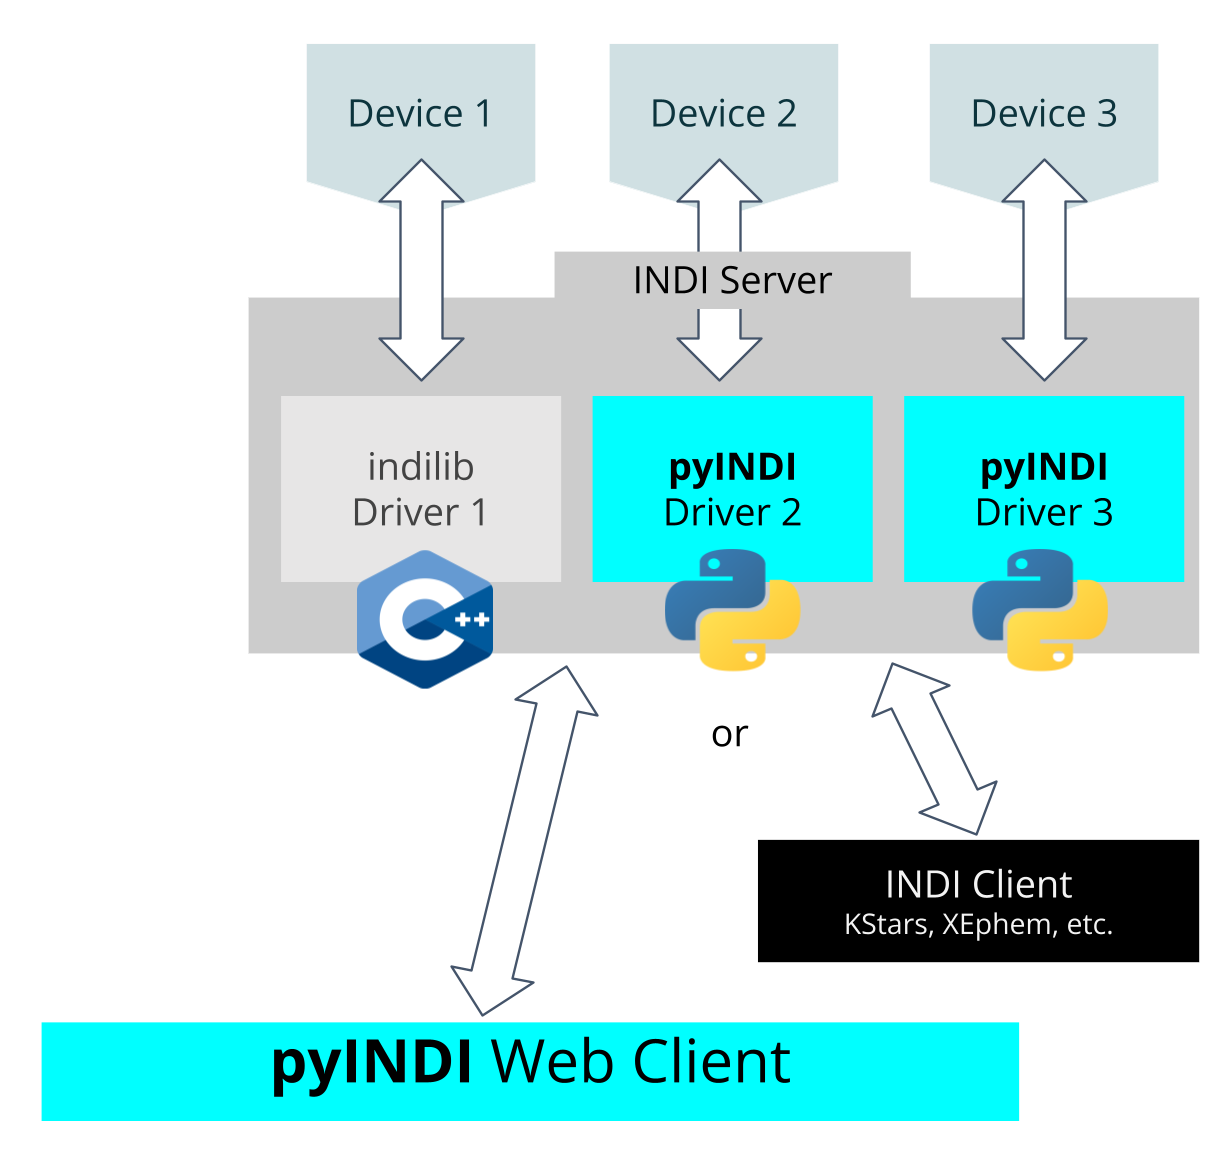 Device 1
Device 2
Device 3
INDI Server
indilib
Driver 1
pyINDI
Driver 2
pyINDI
Driver 3
C++
or
INDI Client
KStars, XEphem, etc.
pyINDI Web Client